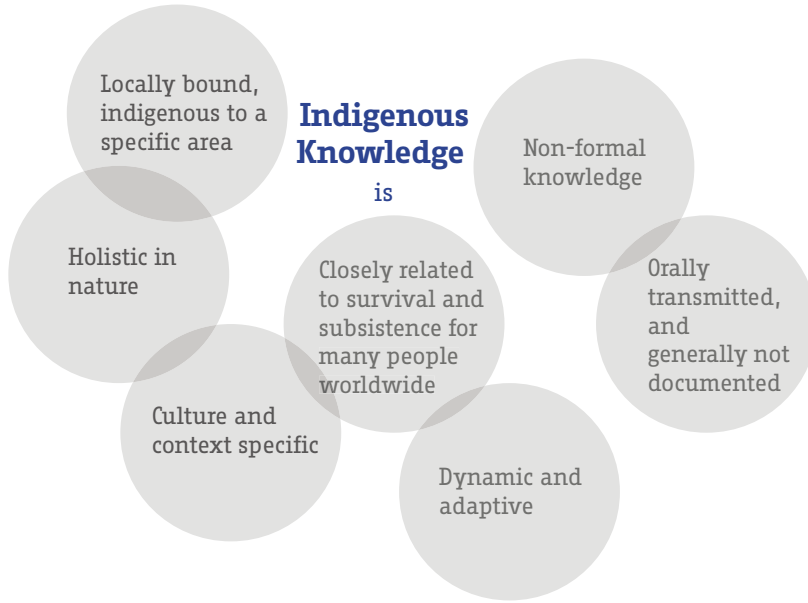 Indigenous
Knowledge
is
Locally bound,
indigenous to a
specific area
Holistic in
nature
Culture and
context specific
Closely related
to survival and
subsistence for
many people
worldwide
Dynamic and
adaptive
Non-formal
knowledge
Orally
transmitted,
and
generally not
documented